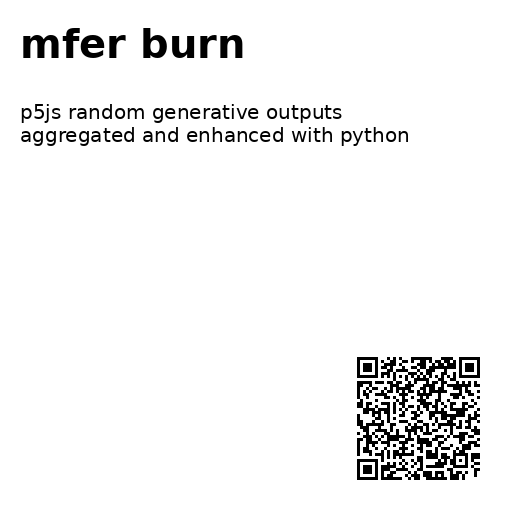 mfer burn
p5js random generative outputs
aggregated and enhanced with python